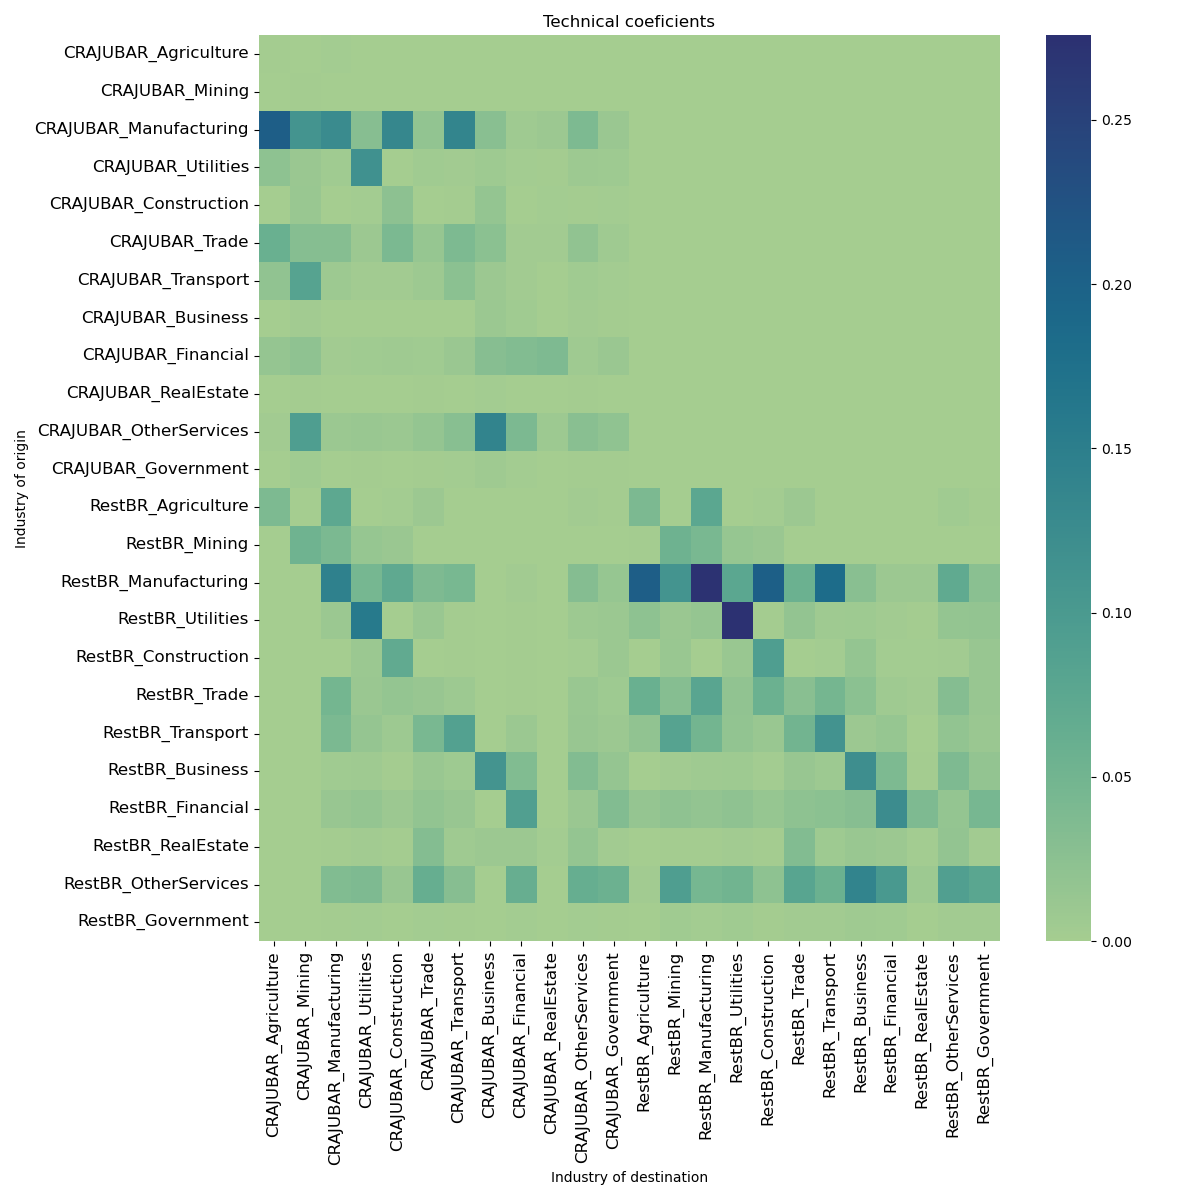 Technical coeficients
CRAJUBAR_Agriculture
CRAJUBAR_Mining
CRAJUBAR_Manufacturing
CRAJUBAR_Utilities
CRAJUBAR_Construction
CRAJUBAR_Trade
CRAJUBAR_Transport
CRAJUBAR_Business
CRAJUBAR_Financial
CRAJUBAR_RealEstate
CRAJUBAR_OtherServices
CRAJUBAR_Government
RestBR_Agriculture
RestBR_Mining
RestBR_Manufacturing
RestBR_Utilities
RestBR_Construction
RestBR_Trade
RestBR_Transport
RestBR_Business
RestBR_Financial
RestBR_RealEstate
RestBR_OtherServices
RestBR_Government
Industry of origin
CRAJUBAR_Agriculture
CRAJUBAR_Mining
CRAJUBAR_Manufacturing
CRAJUBAR_Utilities
CRAJUBAR_Construction
CRAJUBAR_Trade
CRAJUBAR_Transport
CRAJUBAR_Business
CRAJUBAR_Financial
CRAJUBAR_RealEstate
CRAJUBAR_OtherServices
CRAJUBAR_Government
RestBR_Agriculture
RestBR_Mining
RestBR_Manufacturing
RestBR_Utilities
RestBR_Construction
RestBR_Trade
RestBR_Transport
RestBR_Business
RestBR_Financial
RestBR_RealEstate
RestBR_OtherServices
RestBR_Government
Industry of destination
0.25
0.20
0.15
0.10
0.05
0.00